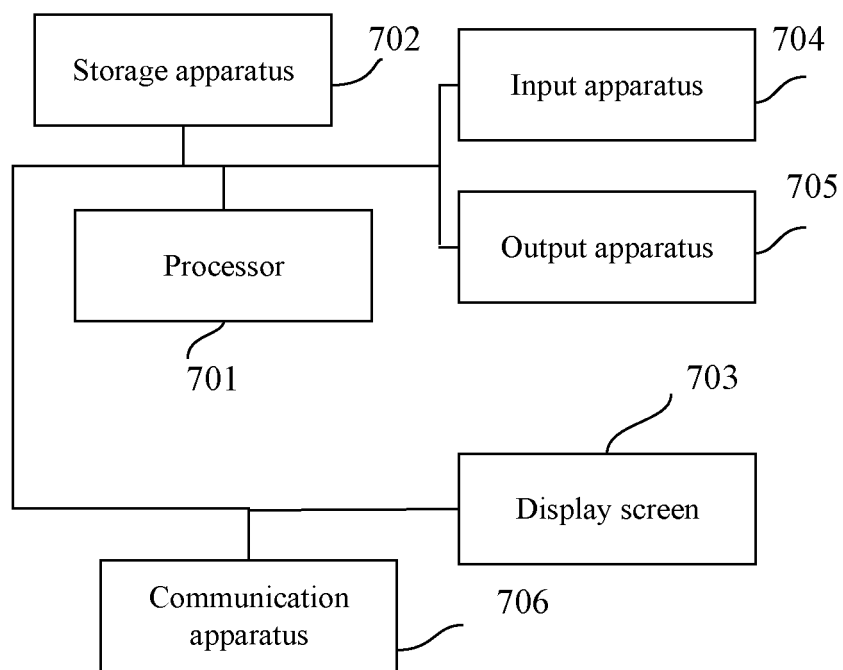 702
Storage apparatus
704
Input apparatus
705
Output apparatus
Processor
701
703
Display screen
Communication
apparatus
706